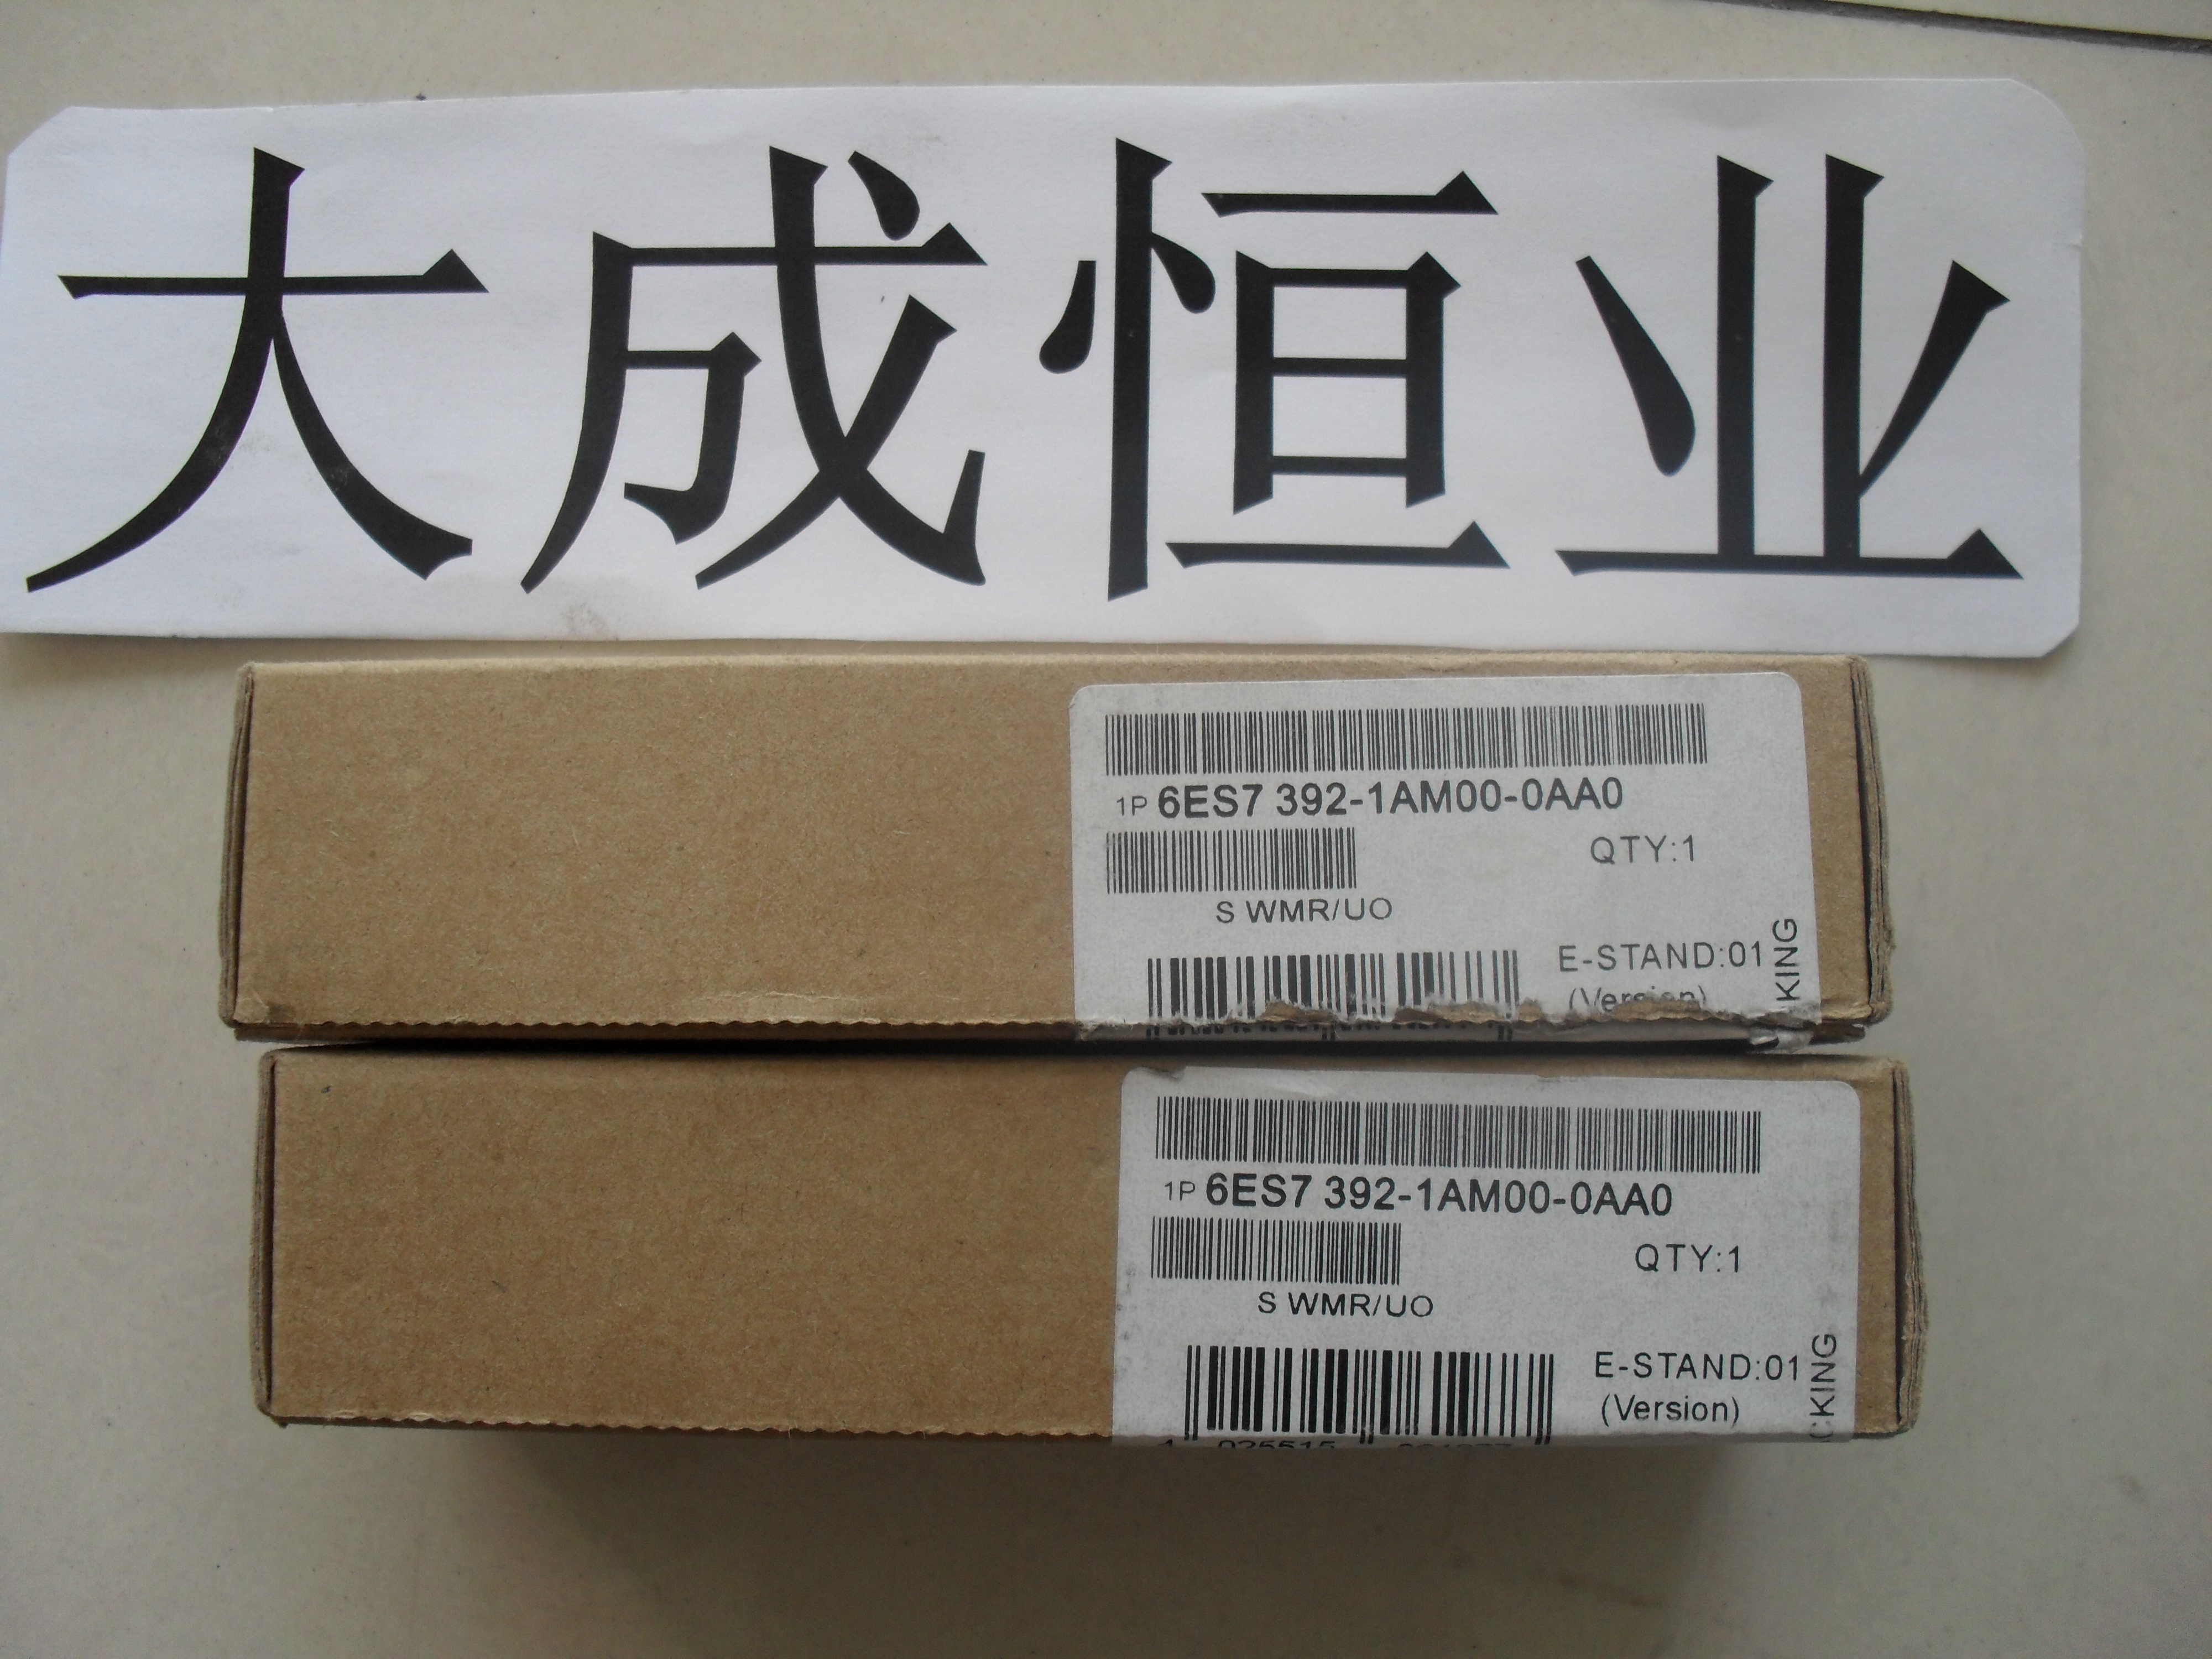 大成恒业
1P 6ES7 392-1AM00-0AA0
QTY:1
S WMR/UO
E-STAND:01
(Version)
KING
1P 6ES7 392-1AM00-0AA0
QTY:1
S WMR/UO
E-STAND:01
(Version)
CKING